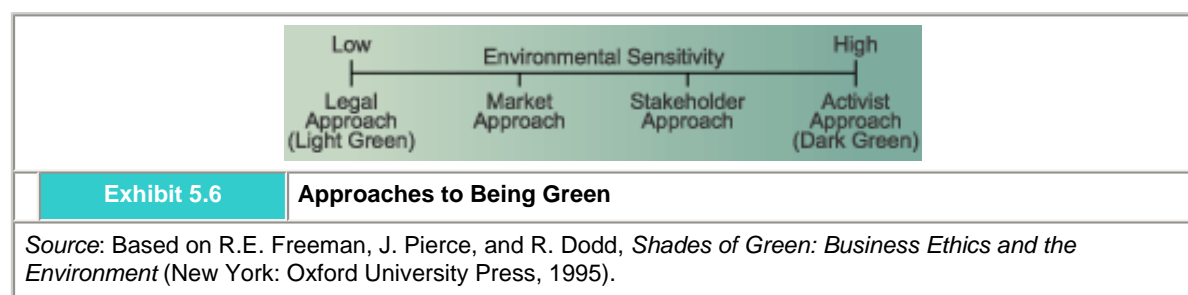 Low High
Environmental Sensitivity
Legal Approach (Light Green)
Market Approach
Stakeholder Approach
Activist Approach (Dark Green)
Exhibit 5.6 Approaches to Being Green
Source: Based on R.E. Freeman, J. Pierce, and R. Dodd, Shades of Green: Business Ethics and the
Environment (New York: Oxford University Press, 1995).